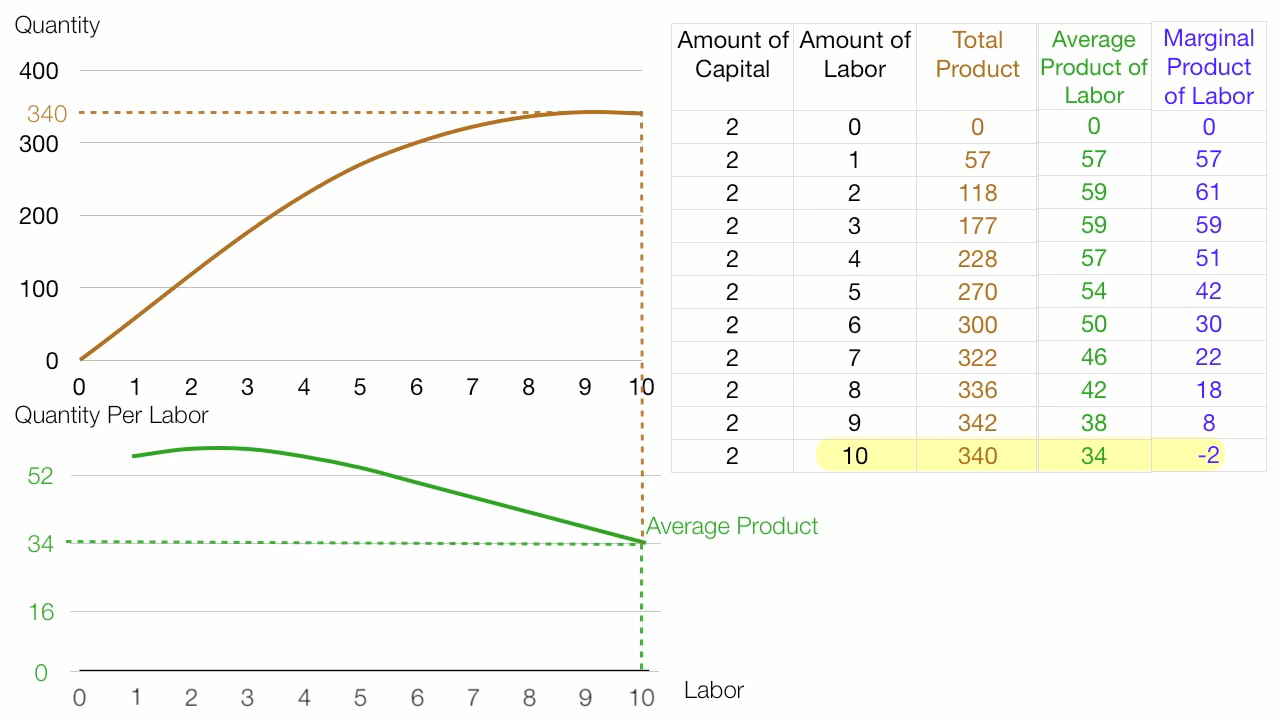 Quantity
400
340
300
200
100
0
0 1 2 3 4 5 6 7 8 9 10
Quantity Per Labor
52
34
16
0
0 1 2 3 4 5 6 7 8 9 10
Average Product
Labor
Amount of Capital Amount of Labor Total Product Average Product of Labor Marginal Product of Labor
2 0 0 0 0
2 1 57 57 57
2 2 118 59 61
2 3 177 59 59
2 4 228 57 51
2 5 270 54 42
2 6 300 50 30
2 7 322 46 22
2 8 336 42 18
2 9 342 38 8
2 10 340 34 -2